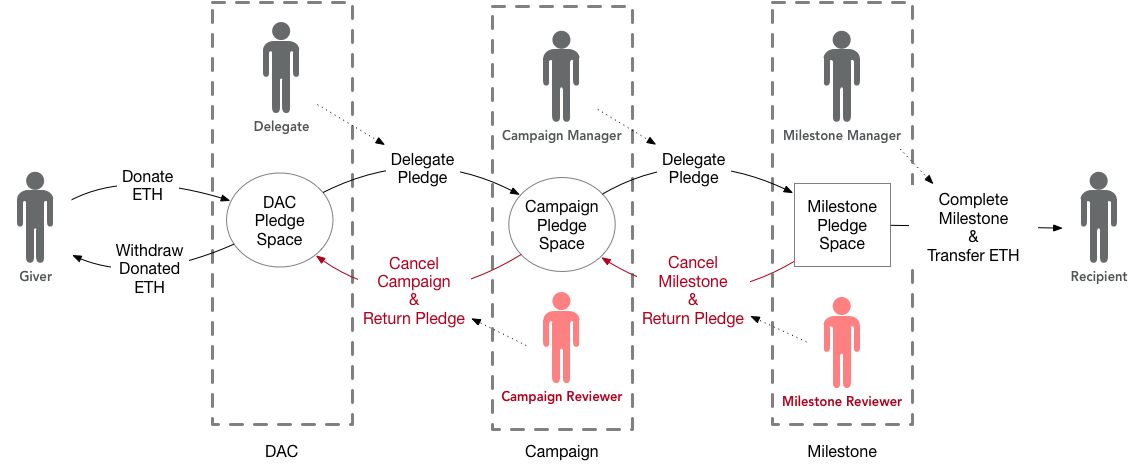 Delegate
Campaign Manager
Milestone Manager
Donate
ETH
Delegate
Pledge
Delegate
Pledge
DAC
Pledge
Space
Campaign
Pledge
Space
Milestone
Pledge
Space
Complete
Milestone
&
Transfer ETH
Withdraw
Donated
ETH
Giver
Recipient
Cancel
Campaign
&
Return Pledge
Cancel
Milestone
&
Return Pledge
Campaign Reviewer
Milestone Reviewer
DAC
Campaign
Milestone